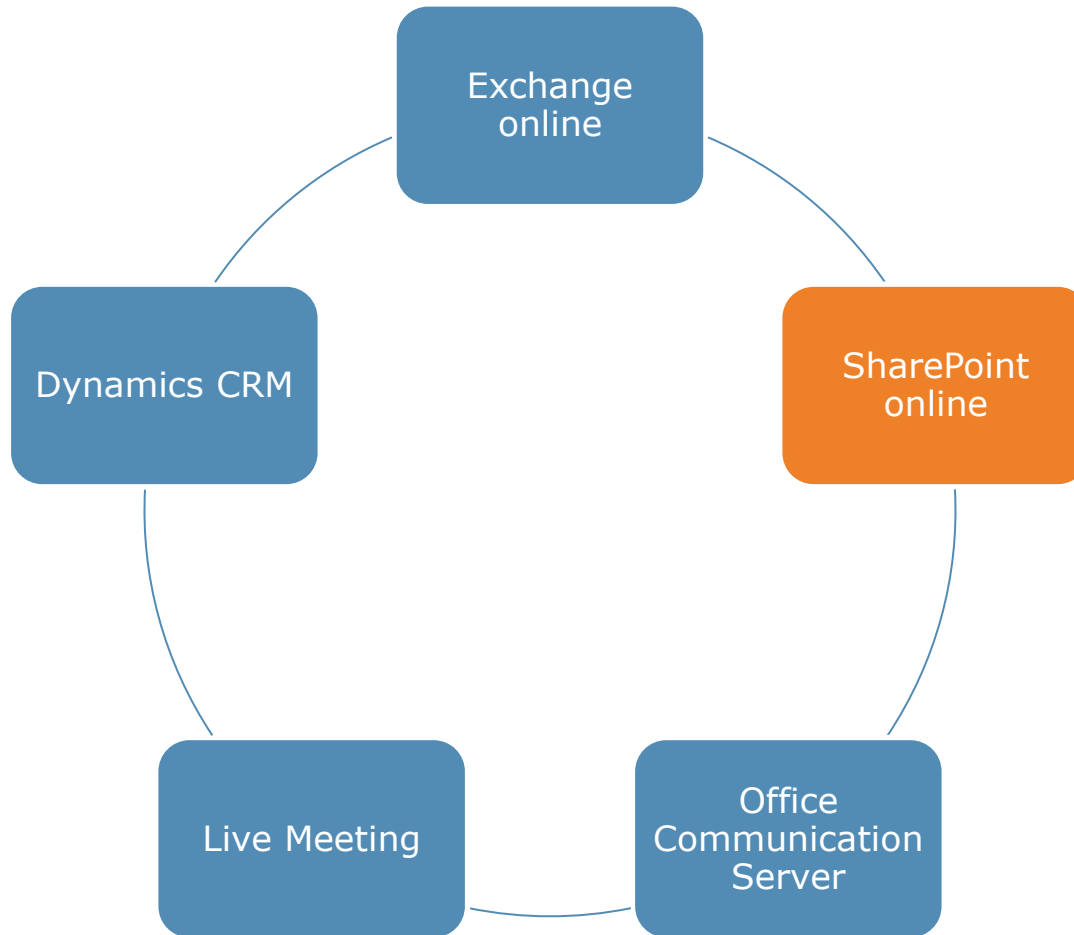 Exchange
online
SharePoint
online
Dynamics CRM
Office
Communication
Server
Live Meeting